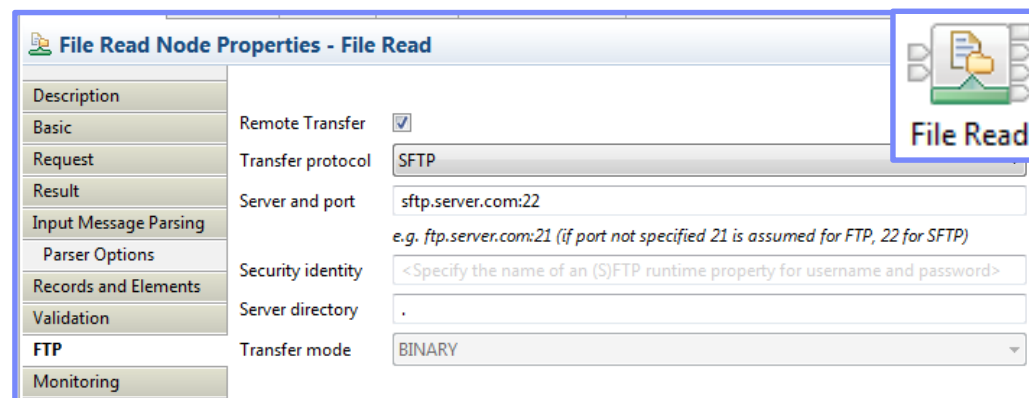 File Read Node Properties - File Read
File Read
Description
Basic
Request
Result
Input Message Parsing
Parser Options
Records and Elements
Validation
FTP
Monitoring
Remote Transfer
Transfer protocol SFTP
Server and port sftp.server.com:22
e.g. ftp.server.com:21 (if port not specified 21 is assumed for FTP, 22 for SFTP)
Security identity <Specify the name of an (S)FTP runtime property for username and password>
Server directory .
Transfer mode BINARY